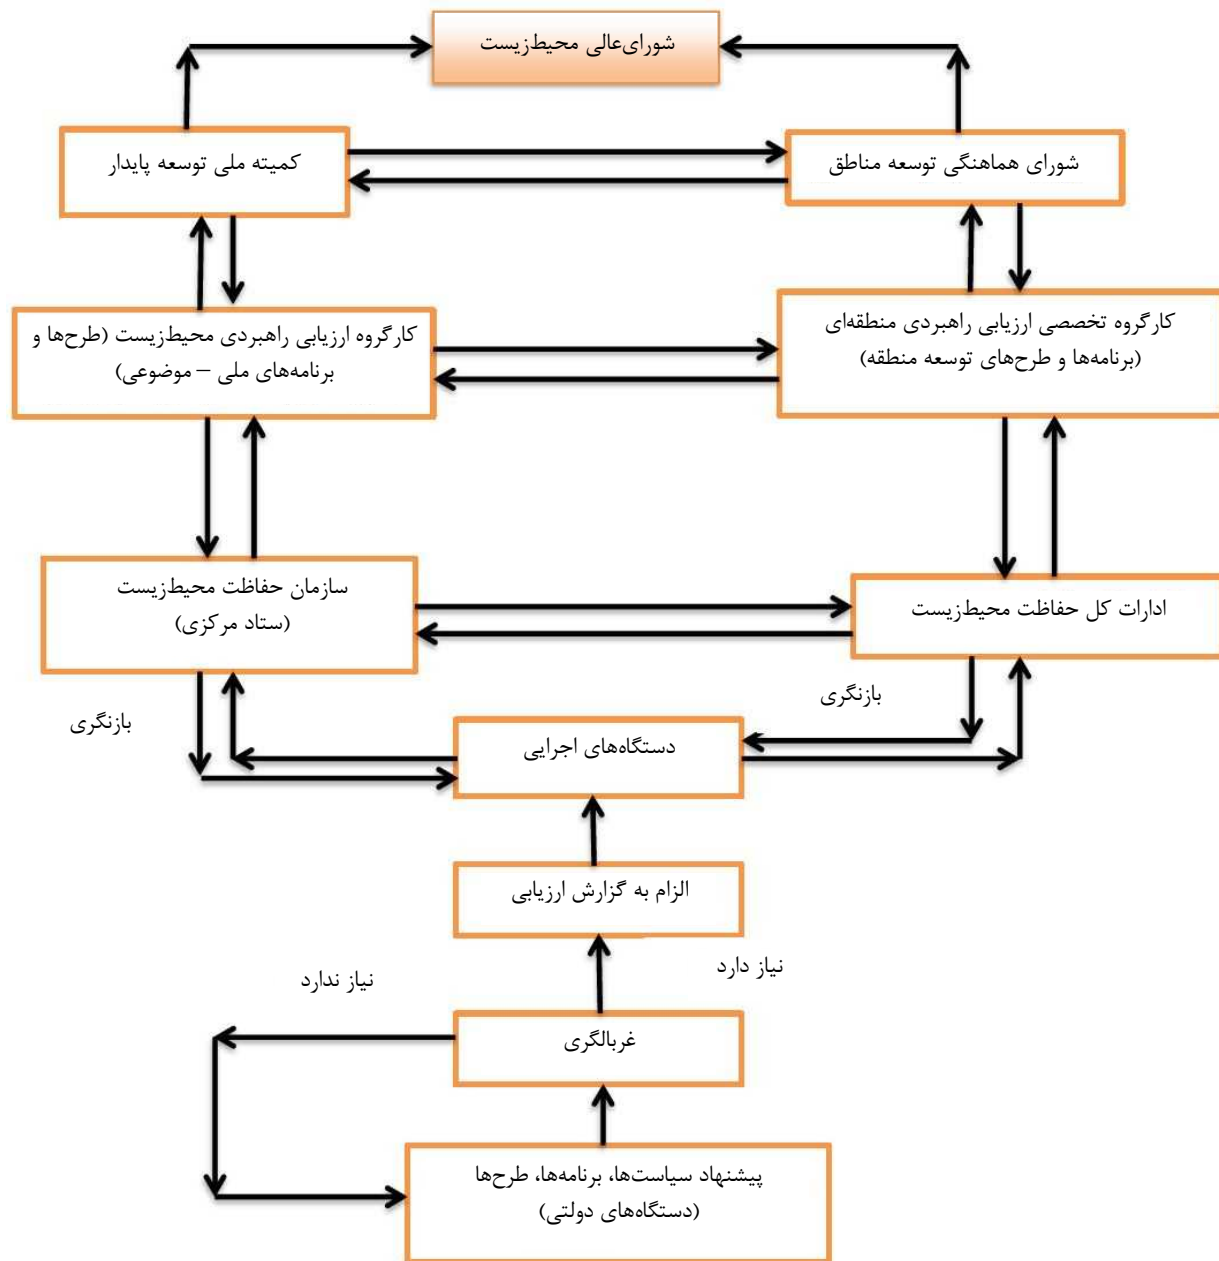 شورای‌عالی محیط‌زیست
شورای هماهنگی توسعه مناطق
کمیته ملی توسعه پایدار
کارگروه تخصصی ارزیابی راهبردی منطقه‌ای
(برنامه‌ها و طرح‌های توسعه منطقه)
کارگروه ارزیابی راهبردی محیط‌زیست (طرح‌ها و
برنامه‌های ملی – موضوعی)
ادارات کل حفاظت محیط‌زیست
سازمان حفاظت محیط‌زیست
(ستاد مرکزی)
بازنگری
بازنگری
دستگاه‌های اجرایی
الزام به گزارش ارزیابی
نیاز دارد
نیاز ندارد
غربالگری
پیشنهاد سیاست‌ها، برنامه‌ها، طرح‌ها
(دستگاه‌های دولتی)